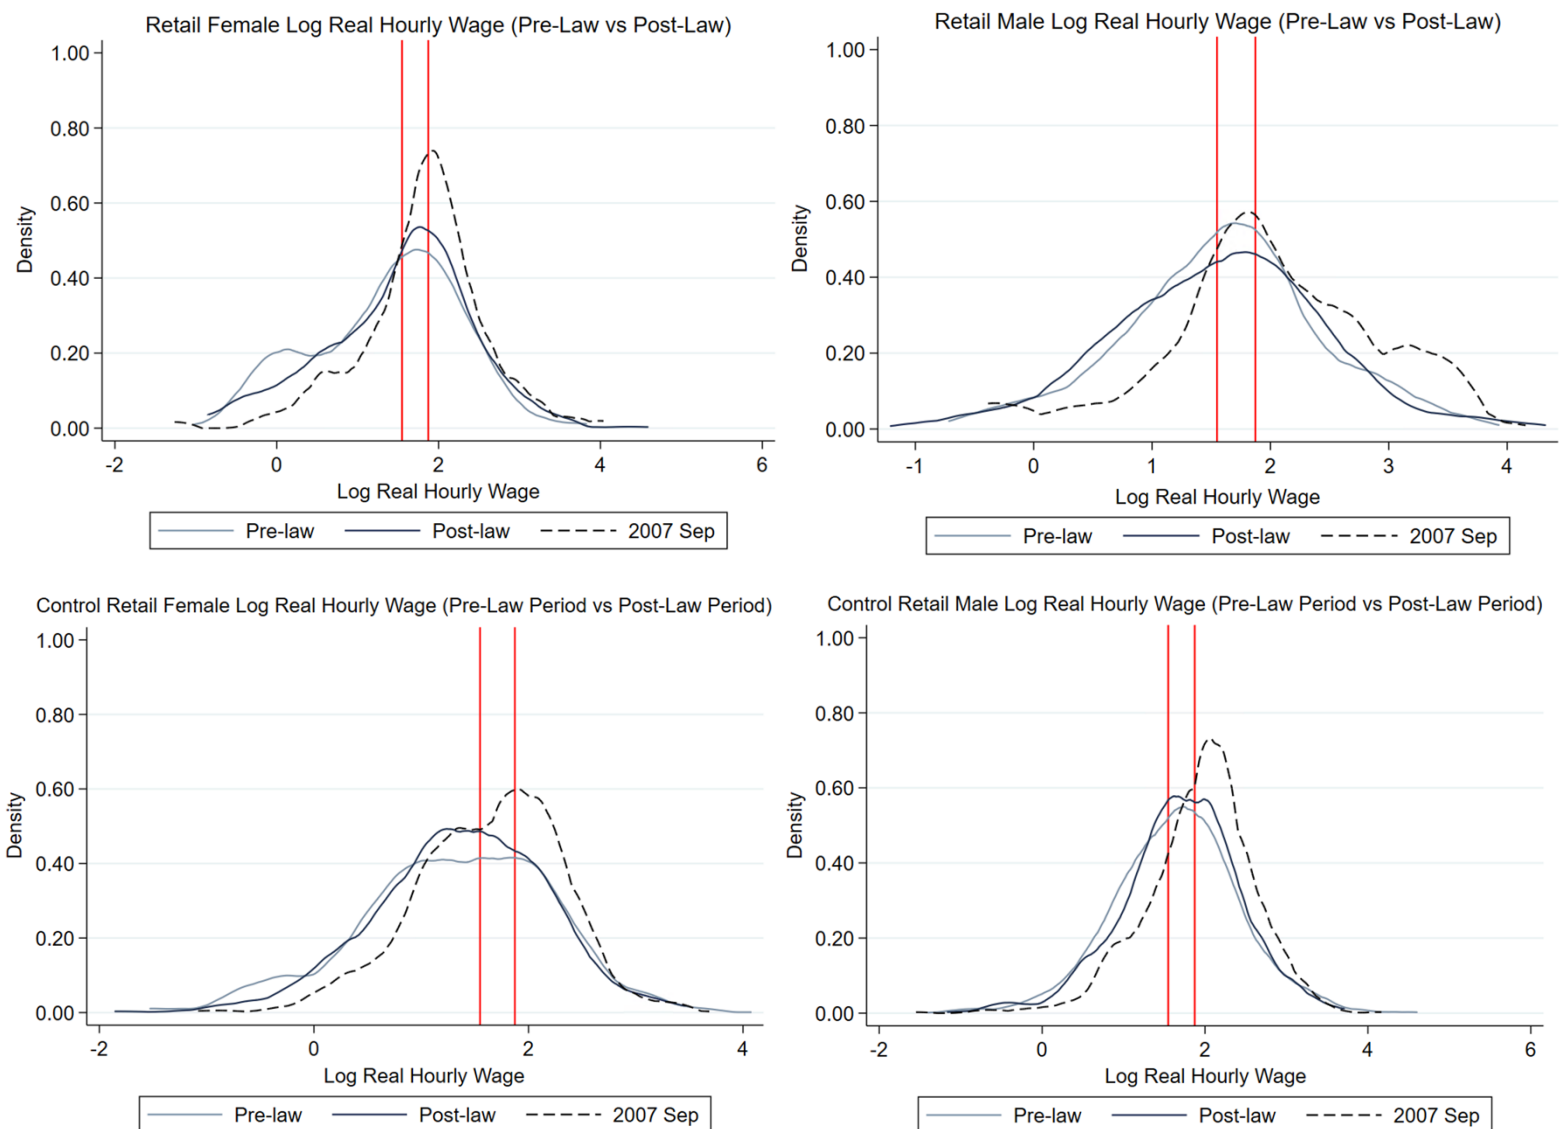 Retail Female Log Real Hourly Wage (Pre-Law vs Post-Law)
1.00
0.80
0.60
0.40
0.20
0.00
Density
-2 0 2 4 6
Log Real Hourly Wage
Pre-law Post-law 2007 Sep
Retail Male Log Real Hourly Wage (Pre-Law vs Post-Law)
1.00
0.80
0.60
0.40
0.20
0.00
Density
-1 0 1 2 3 4
Log Real Hourly Wage
Pre-law Post-law 2007 Sep
Control Retail Female Log Real Hourly Wage (Pre-Law Period vs Post-Law Period)
1.00
0.80
0.60
0.40
0.20
0.00
Density
-2 0 2 4
Log Real Hourly Wage
Pre-law Post-law 2007 Sep
Control Retail Male Log Real Hourly Wage (Pre-Law Period vs Post-Law Period)
1.00
0.80
0.60
0.40
0.20
0.00
Density
-2 0 2 4 6
Log Real Hourly Wage
Pre-law Post-law 2007 Sep